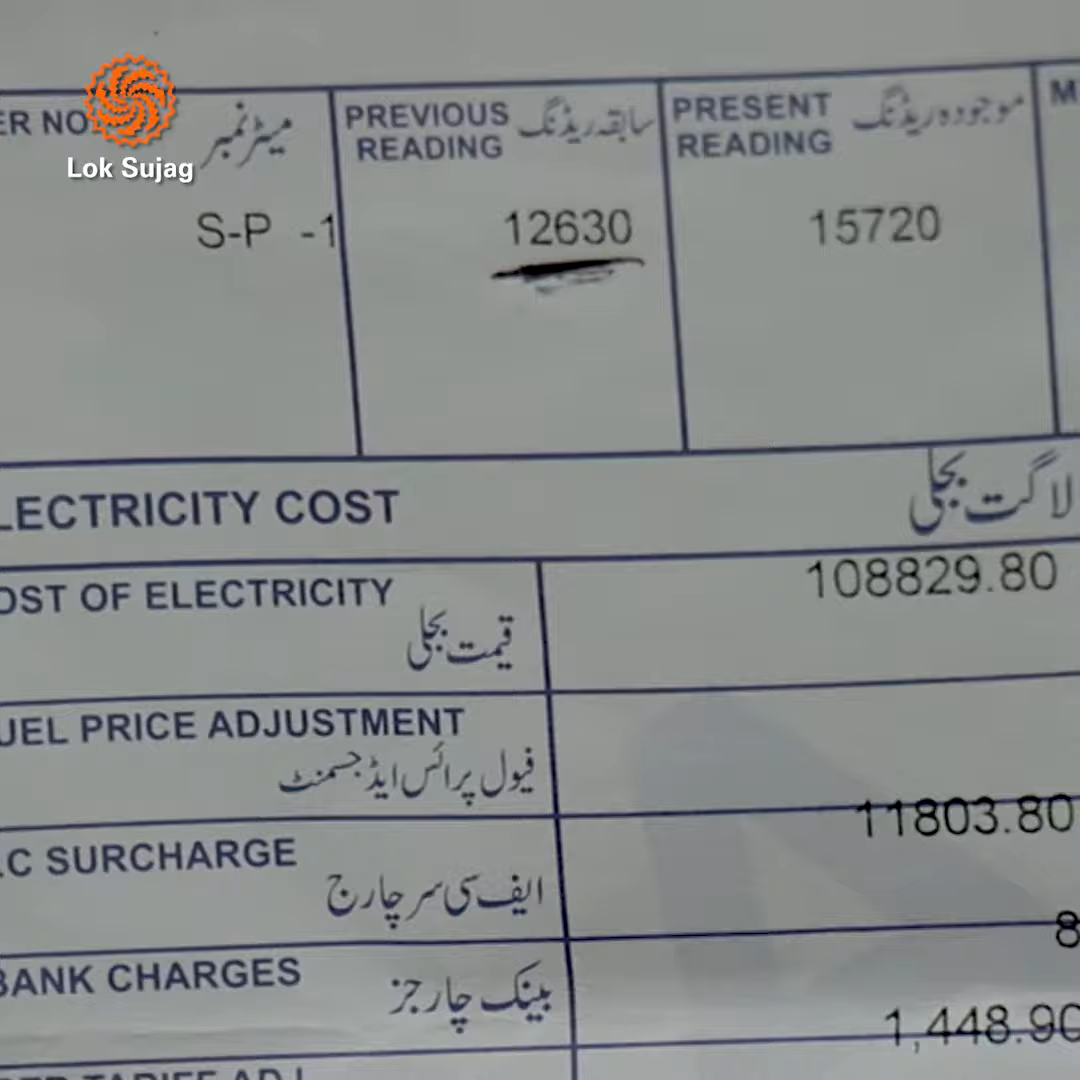 Lok Sujag
ER NO میٹر نمبر
S-P -1
PREVIOUS READING سابقہ ریڈنگ
12630
PRESENT READING موجودہ ریڈنگ
15720
M
LECTRICITY COST لاگت بجلی
OST OF ELECTRICITY قیمت بجلی
108829.80
UEL PRICE ADJUSTMENT فیول پرائس ایڈجسمنٹ
11803.80
.C SURCHARGE ایف سی سرچارج
8
BANK CHARGES بینک چارجز
1,448.90